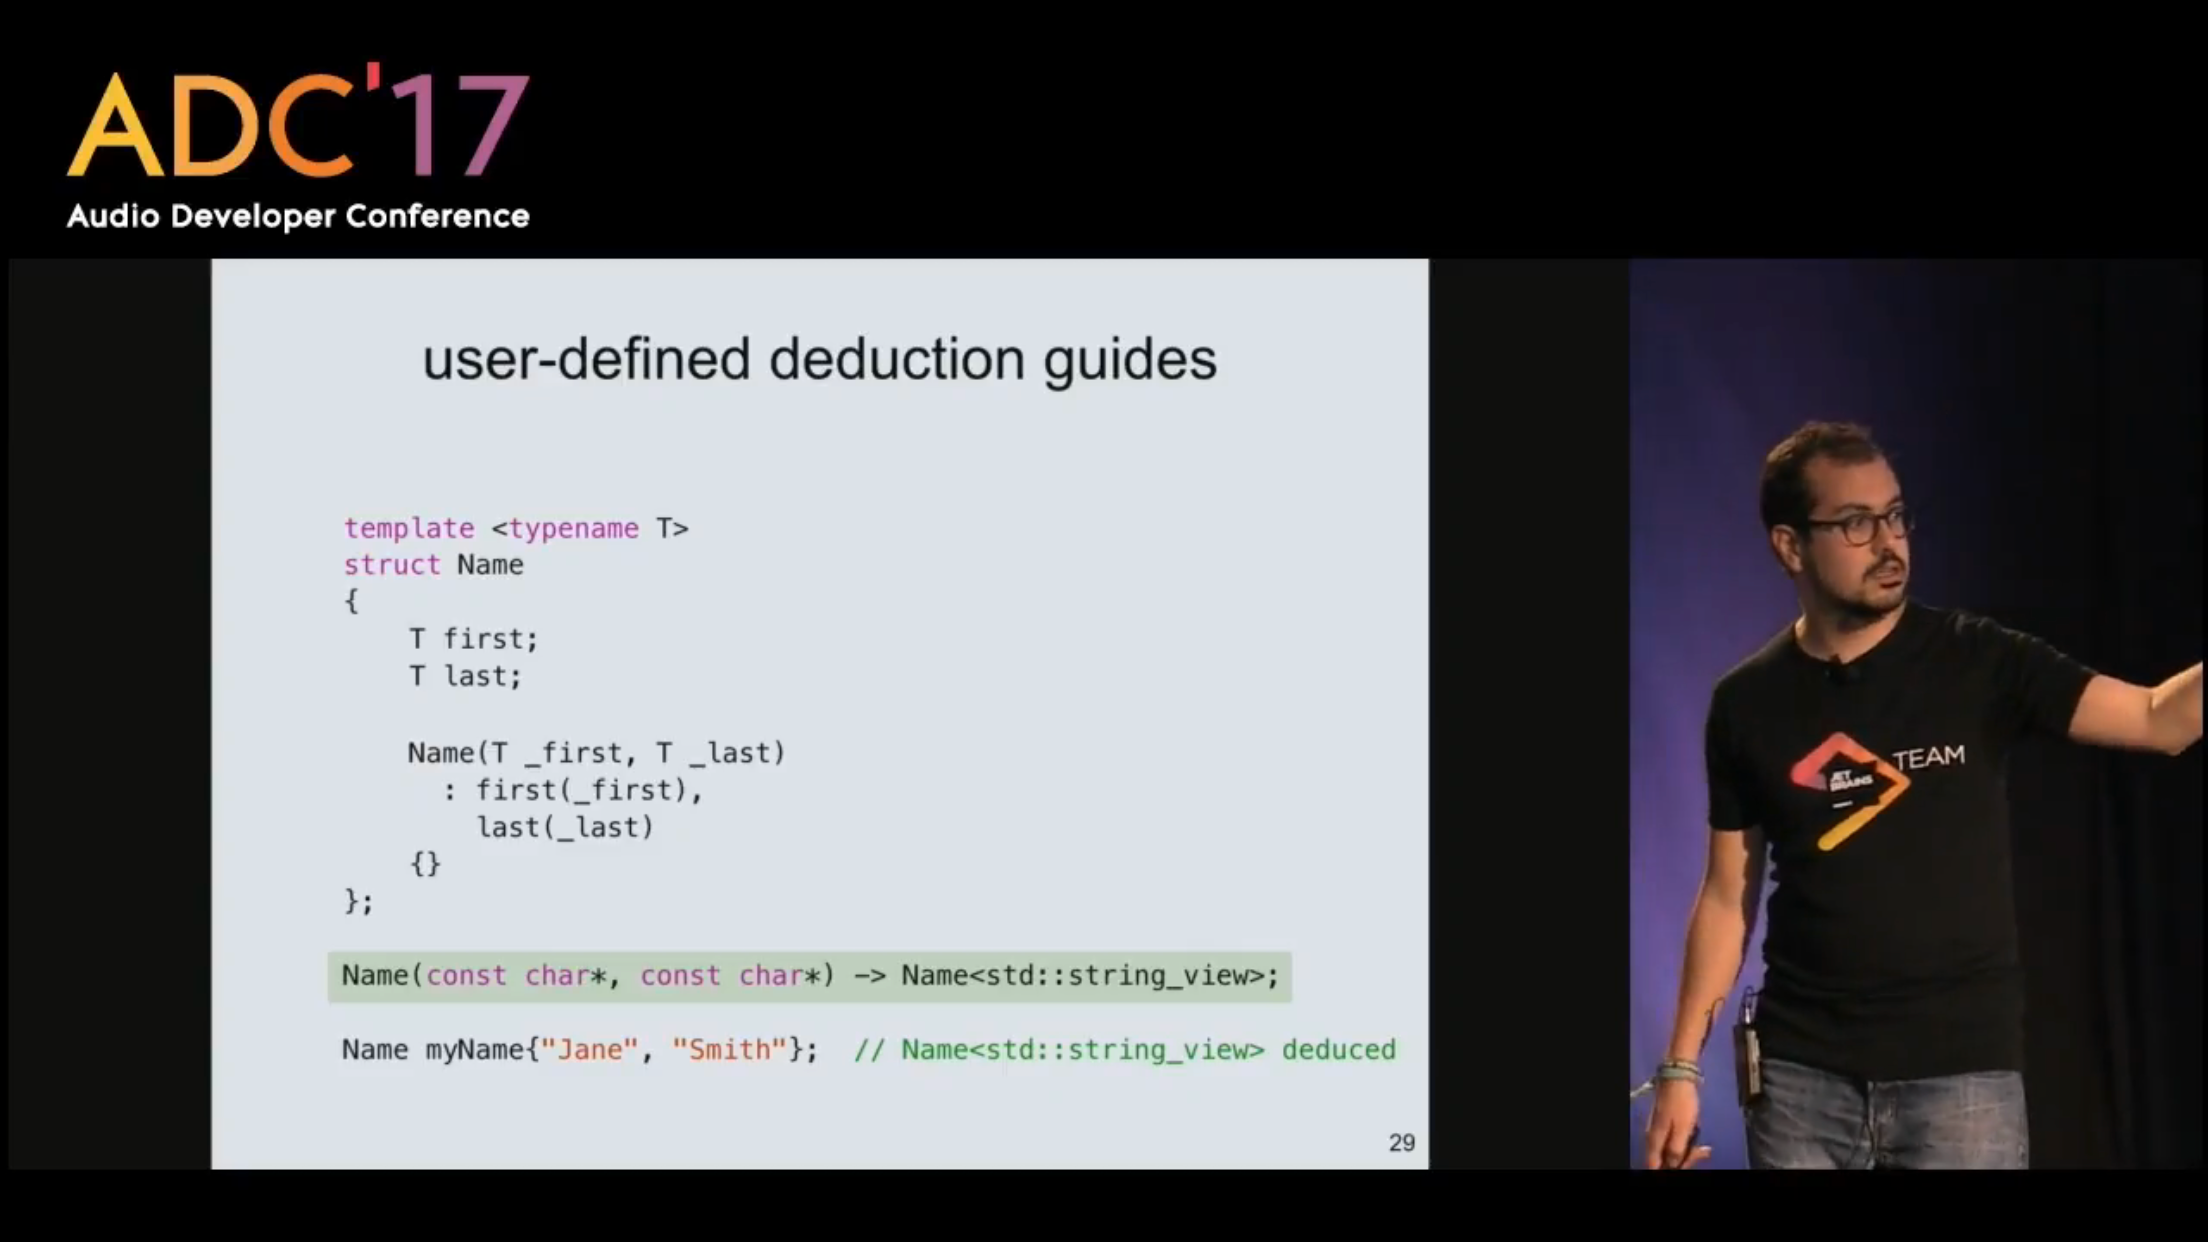 ADC'17
Audio Developer Conference
user-defined deduction guides
template <typename T>
struct Name
{
    T first;
    T last;

    Name(T _first, T _last)
      : first(_first),
        last(_last)
    {}
};
Name(const char*, const char*) -> Name<std::string_view>;
Name myName{"Jane", "Smith"};  // Name<std::string_view> deduced
29
JET
BRAINS
TEAM